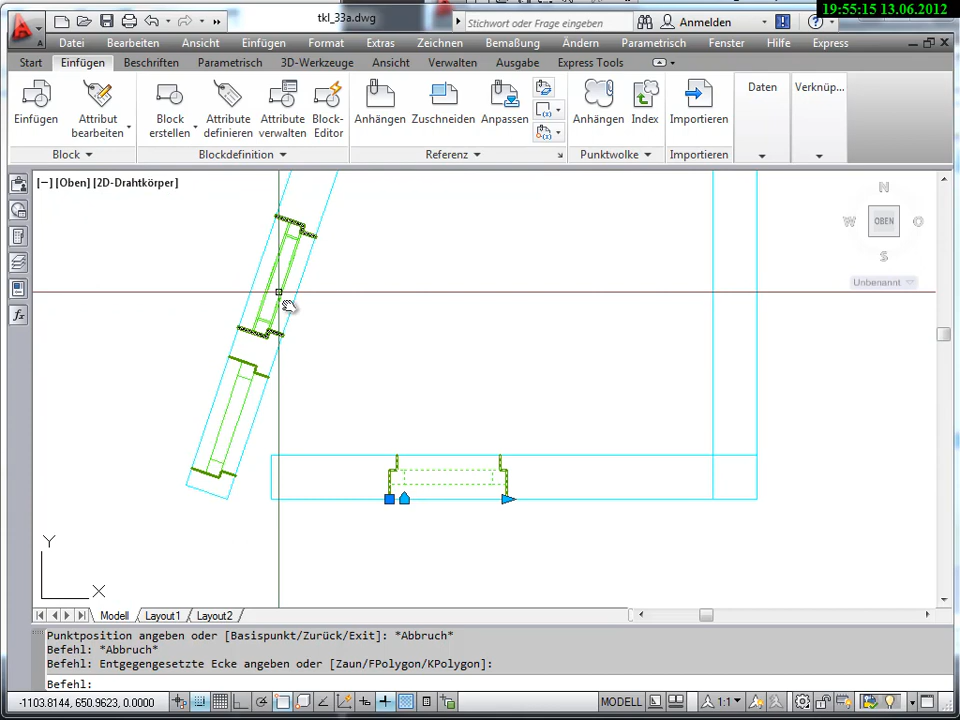 19:55:15 13.06.2012
tkl_33a.dwg
Stichwort oder Frage eingeben
Anmelden
Datei Bearbeiten Ansicht Einfügen Format Extras Zeichnen Bemaßung Ändern Parametrisch Fenster Hilfe Express
Start Einfügen Beschriften Parametrisch 3D-Werkzeuge Ansicht Verwalten Ausgabe Express Tools
Einfügen
Attribut bearbeiten
Block erstellen
Attribute definieren
Attribute verwalten
Block-Editor
Anhängen
Zuschneiden
Anpassen
Anhängen
Index
Importieren
Daten
Verknüp...
Block
Blockdefinition
Referenz
Punktwolke
Importieren
[−] [Oben] [2D-Drahtkörper]
N
W
OBEN
O
S
Unbenannt
Y
X
Modell Layout1 Layout2
Punktposition angeben oder [Basispunkt/Zurück/Exit]: *Abbruch*
Befehl: *Abbruch*
Befehl: Entgegengesetzte Ecke angeben oder [Zaun/FPolygon/KPolygon]:
Befehl:
-1103.8144, 650.9623, 0.0000
MODELL
1:1